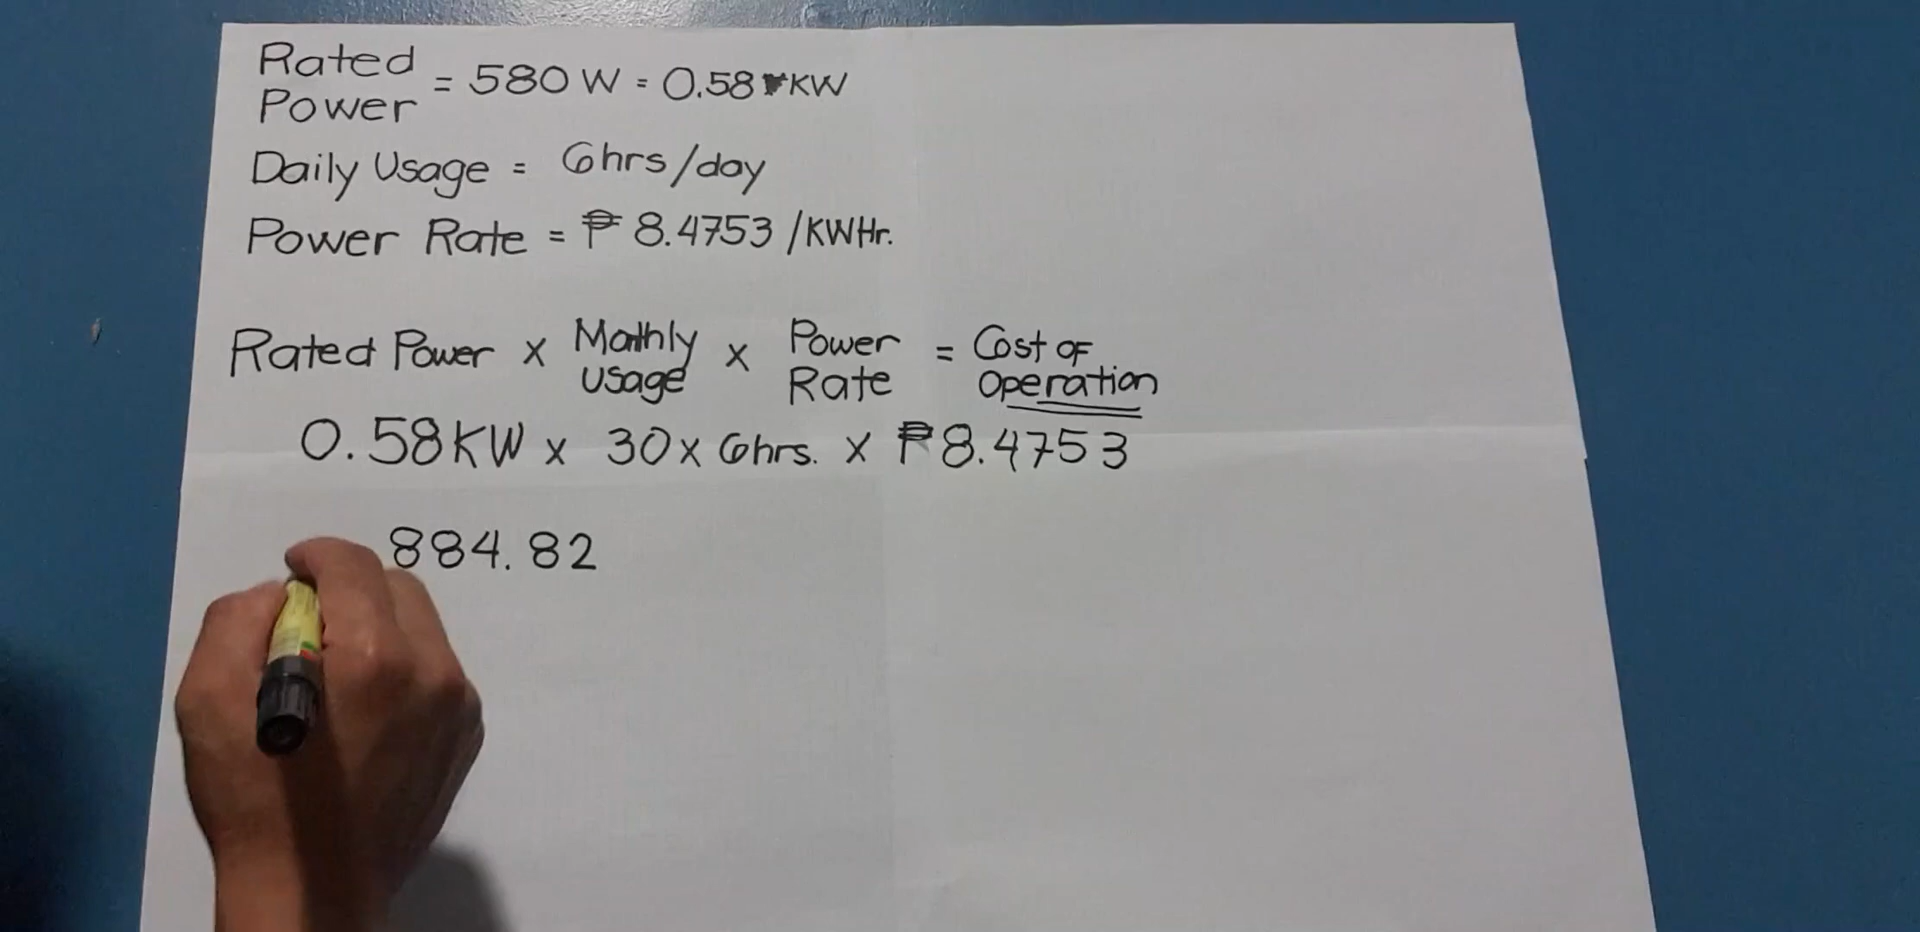 Rated
Power = 580 W = 0.58 KW
Daily Usage = 6hrs/day
Power Rate = ₱ 8.4753 /KWHr.
Rated Power x Monthly Usage x Power Rate = Cost of Operation
0.58KW x 30 x 6hrs. x ₱8.4753
884.82